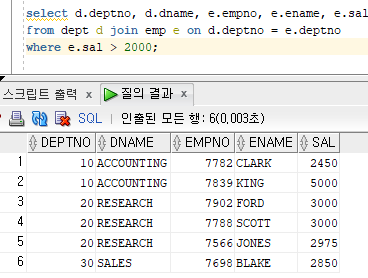 select d.deptno, d.dname, e.empno, e.ename, e.sal
from dept d join emp e on d.deptno = e.deptno
where e.sal > 2000;
스크립트 출력 x 질의 결과 x
SQL | 인출된 모든 행: 6(0,003초)
DEPTNO DNAME EMPNO ENAME SAL
1 10 ACCOUNTING 7782 CLARK 2450
2 10 ACCOUNTING 7839 KING 5000
3 20 RESEARCH 7902 FORD 3000
4 20 RESEARCH 7788 SCOTT 3000
5 20 RESEARCH 7566 JONES 2975
6 30 SALES 7698 BLAKE 2850